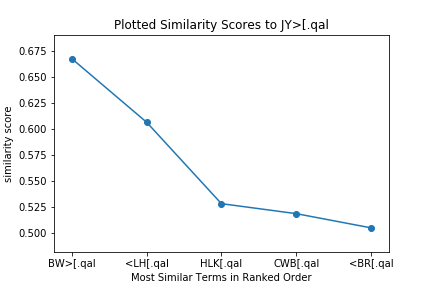 Plotted Similarity Scores to JY>[.qal
similarity score
0.675
0.650
0.625
0.600
0.575
0.550
0.525
0.500
BW>[.qal <LH[.qal HLK[.qal CWB[.qal <BR[.qal
Most Similar Terms in Ranked Order